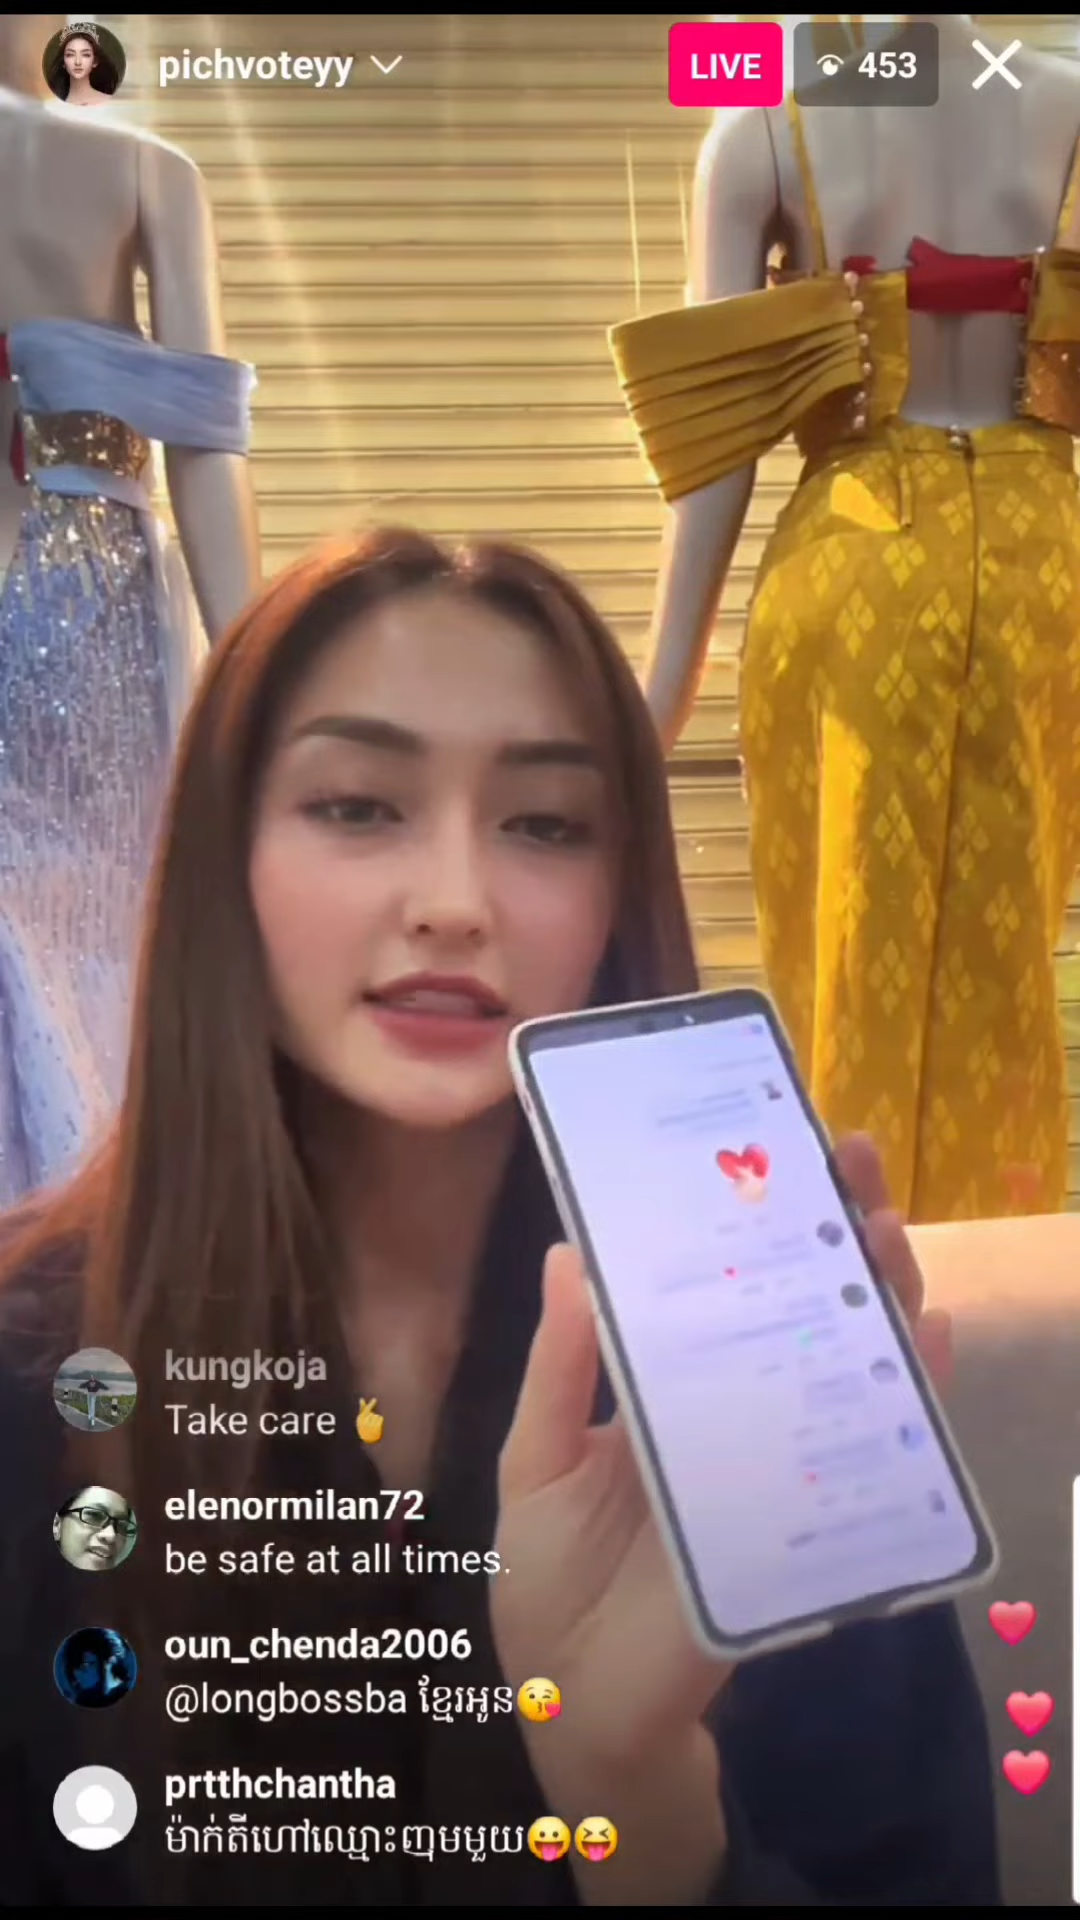 pichvoteyy
LIVE
453
kungkoja
Take care ✌️
elenormilan72
be safe at all times.
oun_chenda2006
@longbossba ខ្មែរអូន😘
prtthchantha
ម៉ាក់តីហៅឈ្មោះញុមមួយ😛😝